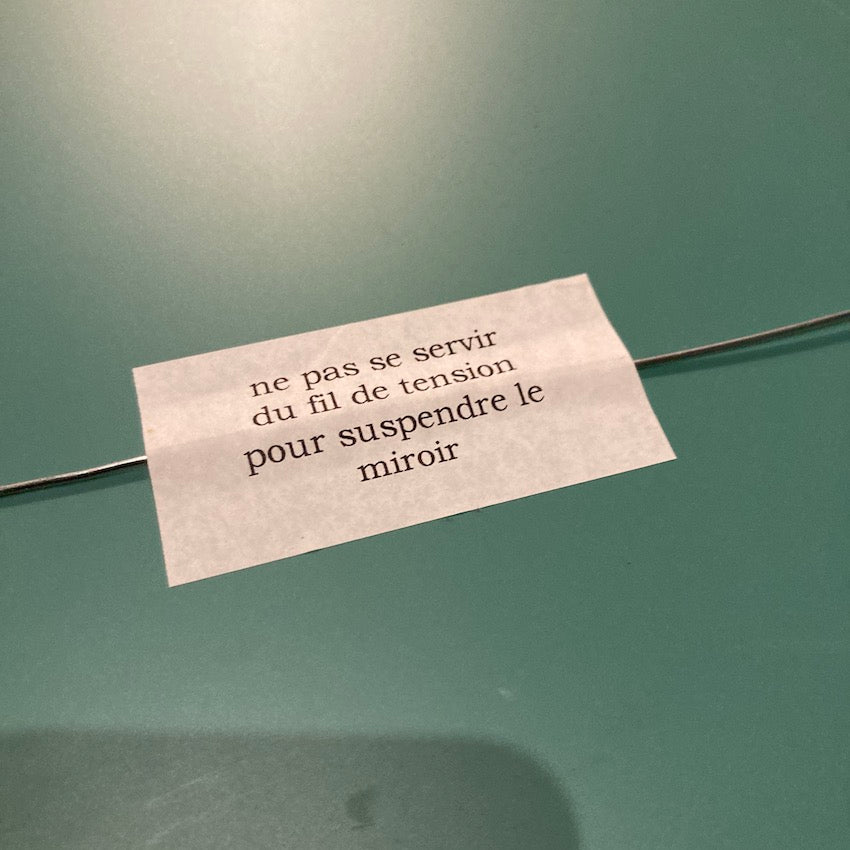 ne pas se servir
du fil de tension
pour suspendre le
miroir